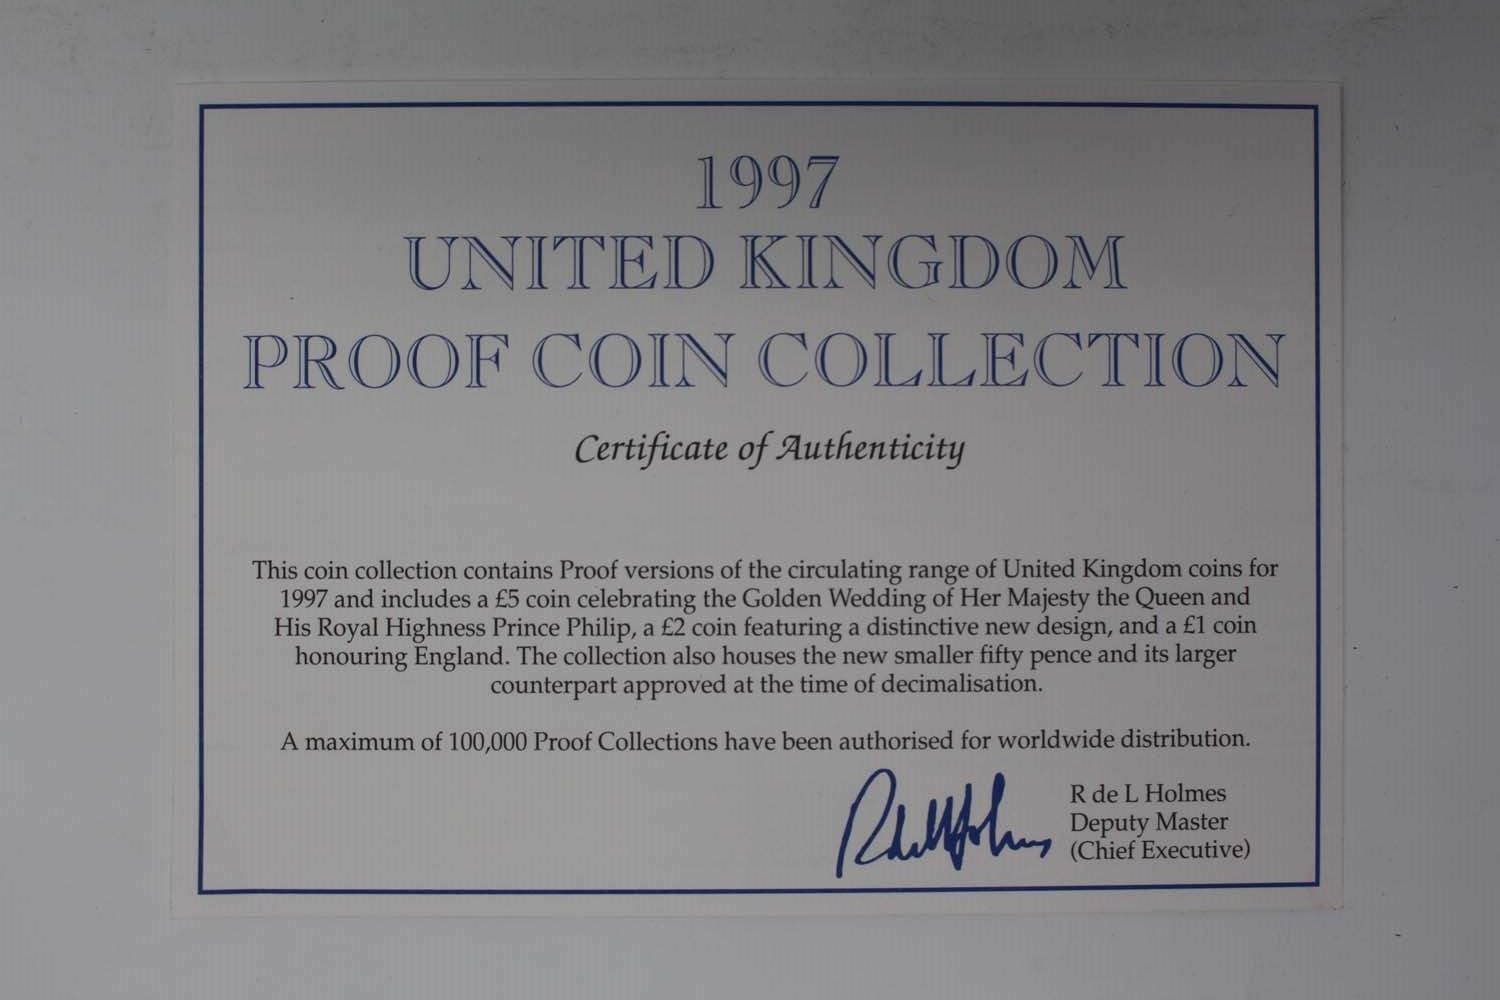 1997
UNITED KINGDOM
PROOF COIN COLLECTION
Certificate of Authenticity
This coin collection contains Proof versions of the circulating range of United Kingdom coins for
1997 and includes a £5 coin celebrating the Golden Wedding of Her Majesty the Queen and
His Royal Highness Prince Philip, a £2 coin featuring a distinctive new design, and a £1 coin
honouring England. The collection also houses the new smaller fifty pence and its larger
counterpart approved at the time of decimalisation.
A maximum of 100,000 Proof Collections have been authorised for worldwide distribution.
R de L Holmes
Deputy Master
(Chief Executive)